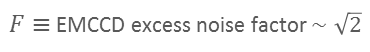 F ≡ EMCCD excess noise factor ~ √2